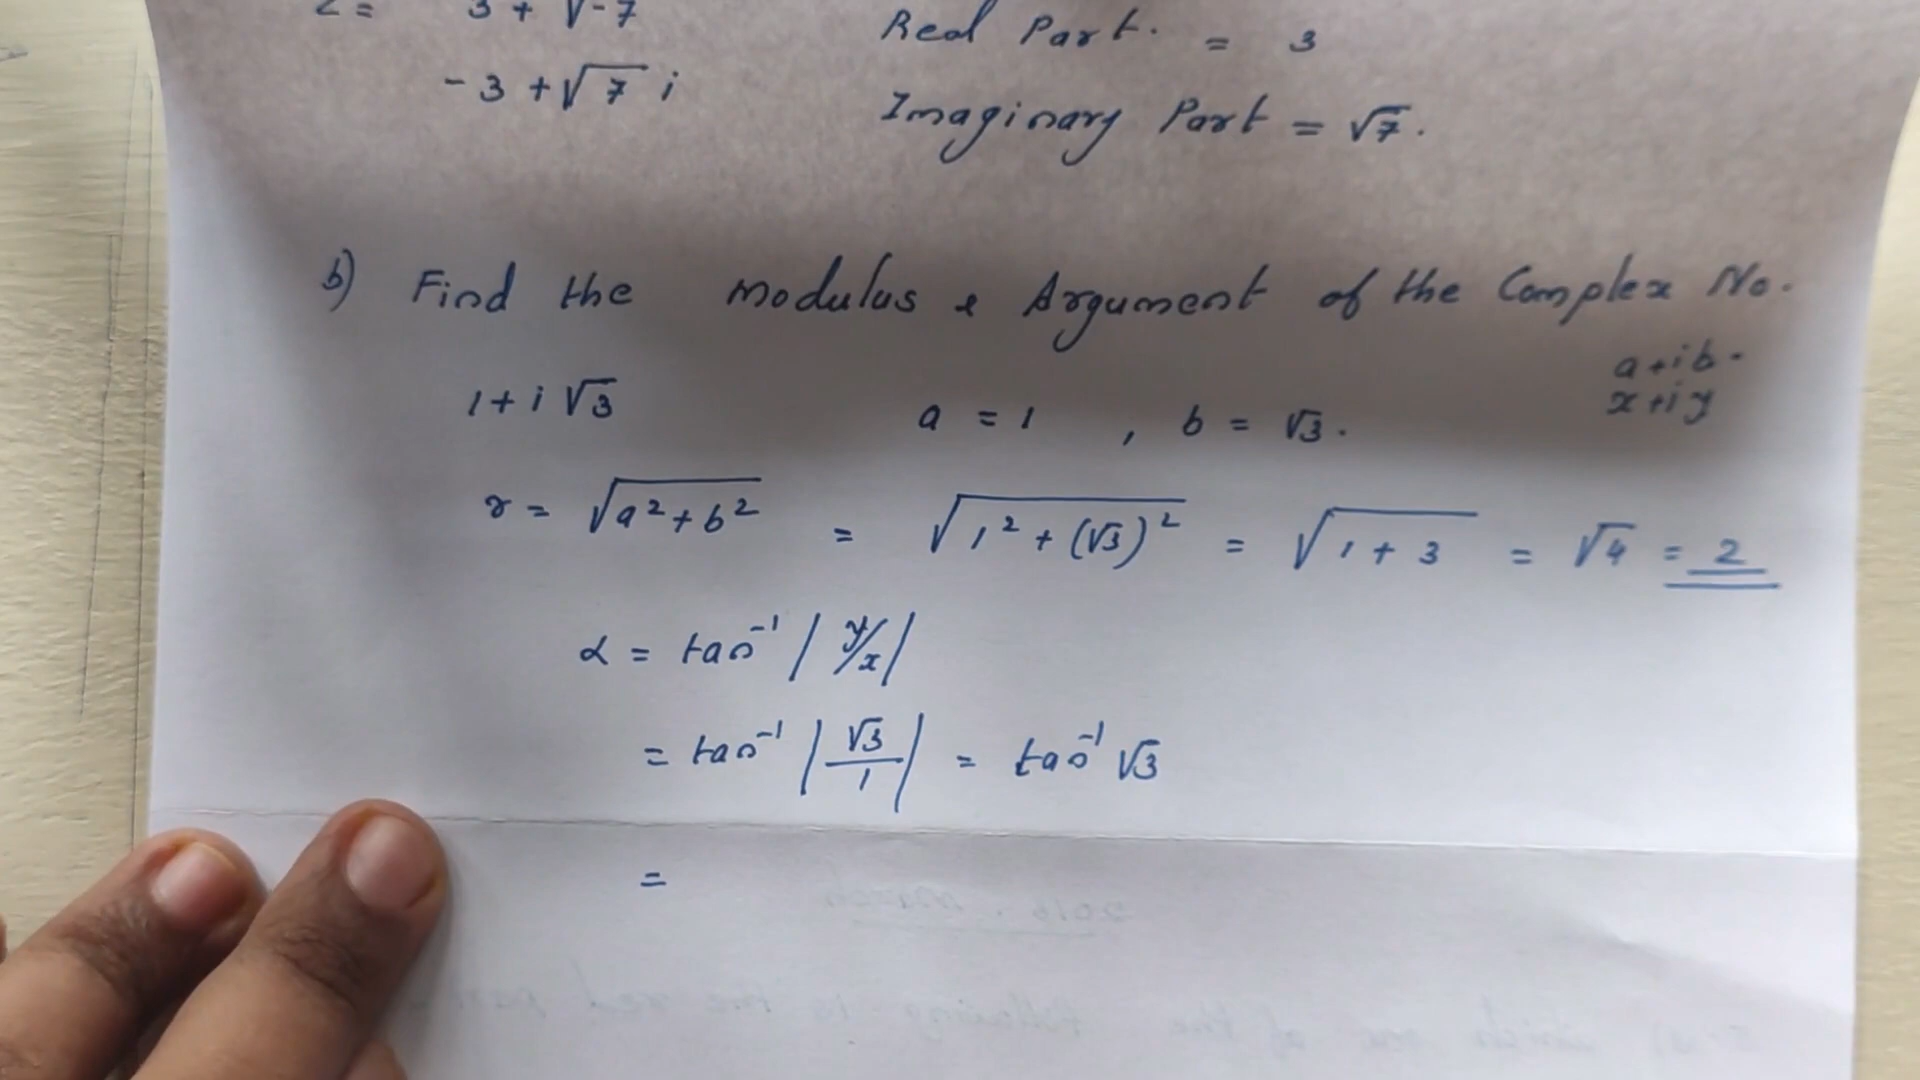 3 + √-7
Real Part. = 3
- 3 + √7 i
Imaginary Part = √7.
b) Find the modulus & Argument of the Complex No.
a+ib.
x+iy
1+i√3
a = 1 , b = √3.
r = √a²+b² = √1²+(√3)² = √1+3 = √4 = 2
α = tan⁻¹ |y/x|
= tan⁻¹ |√3/1| = tan⁻¹ √3
=